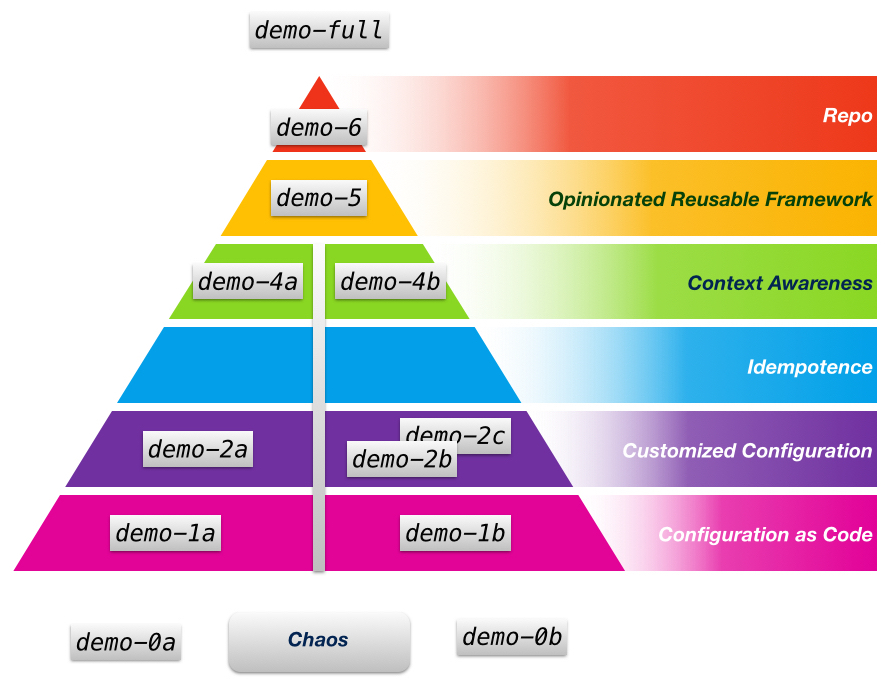 demo-full
Repo
demo-6
demo-5
Opinionated Reusable Framework
demo-4a
demo-4b
Context Awareness
Idempotence
demo-2a
demo-2c
demo-2b
Customized Configuration
demo-1a
demo-1b
Configuration as Code
demo-0a
Chaos
demo-0b